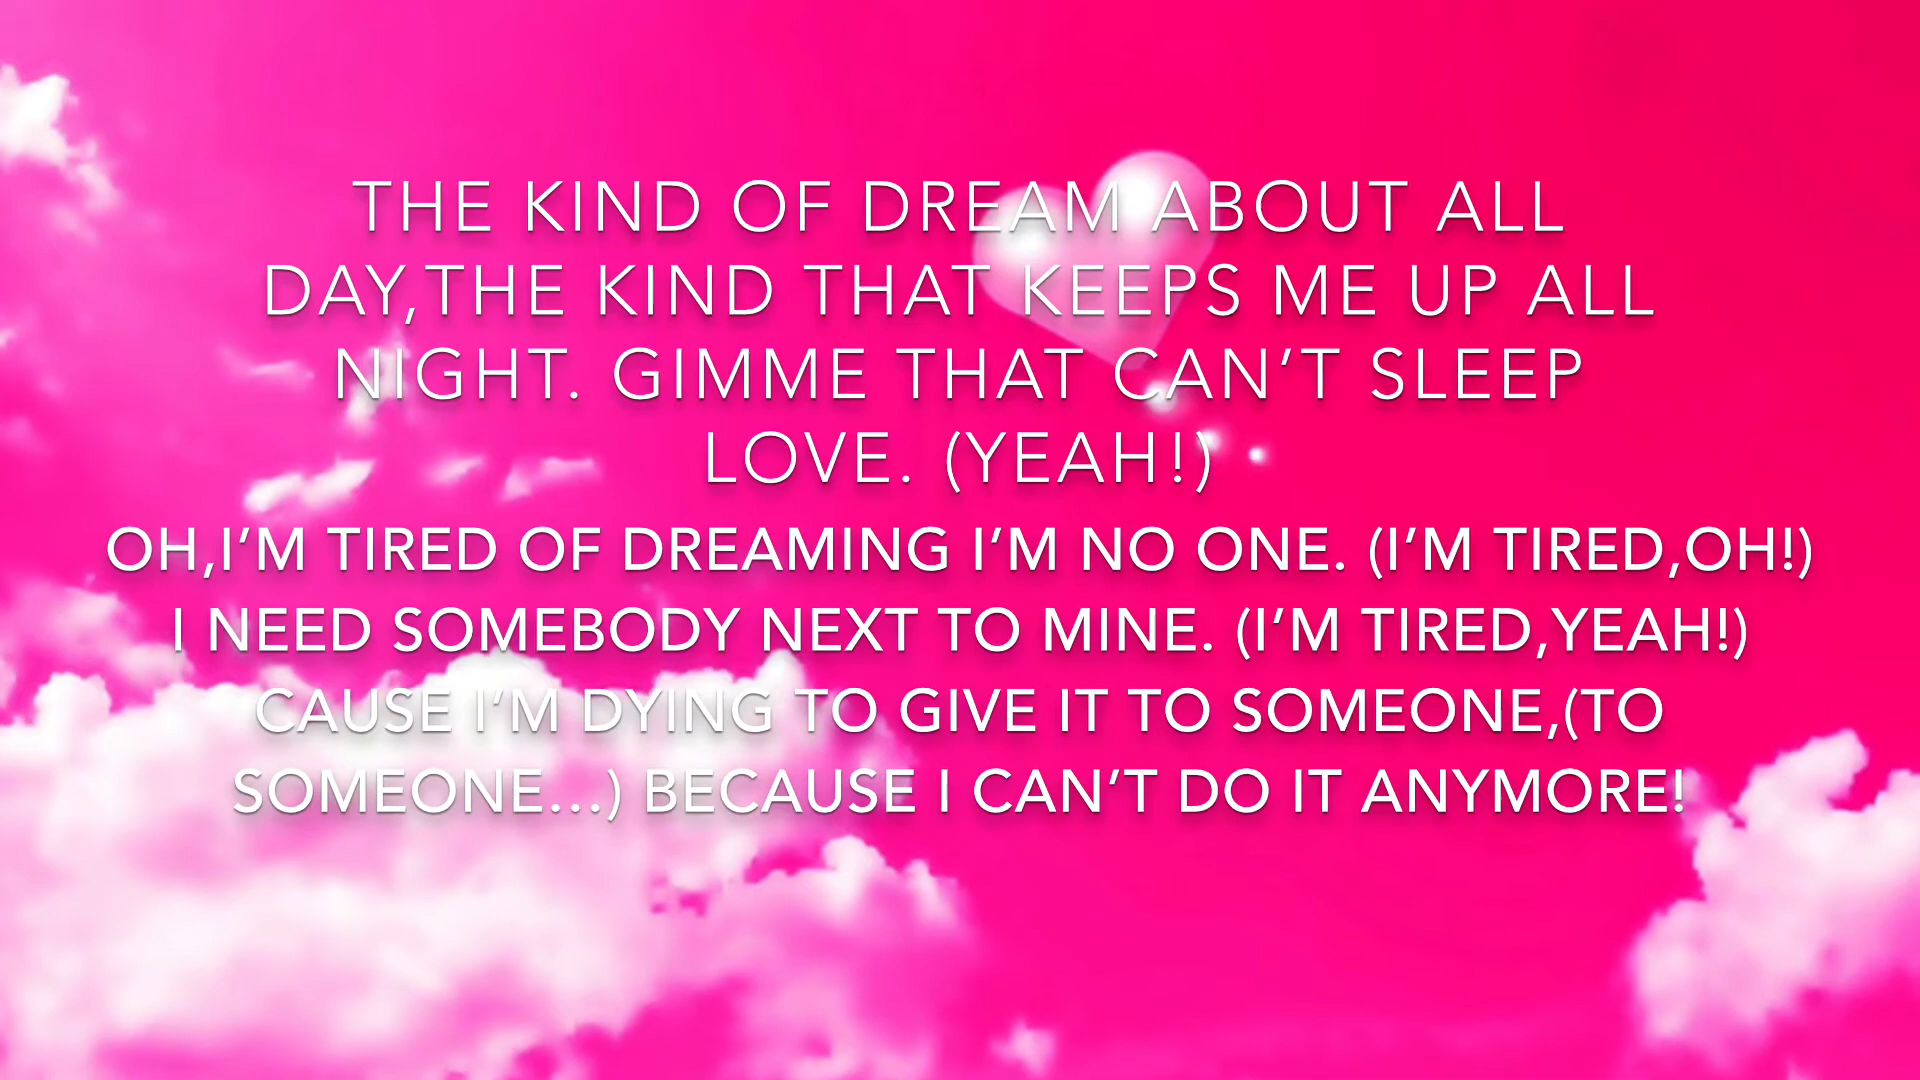 THE KIND OF DREAM ABOUT ALL
DAY,THE KIND THAT KEEPS ME UP ALL
NIGHT. GIMME THAT CAN’T SLEEP
LOVE. (YEAH!)
OH,I’M TIRED OF DREAMING I’M NO ONE. (I’M TIRED,OH!)
I NEED SOMEBODY NEXT TO MINE. (I’M TIRED,YEAH!)
CAUSE I’M DYING TO GIVE IT TO SOMEONE,(TO
SOMEONE…) BECAUSE I CAN’T DO IT ANYMORE!